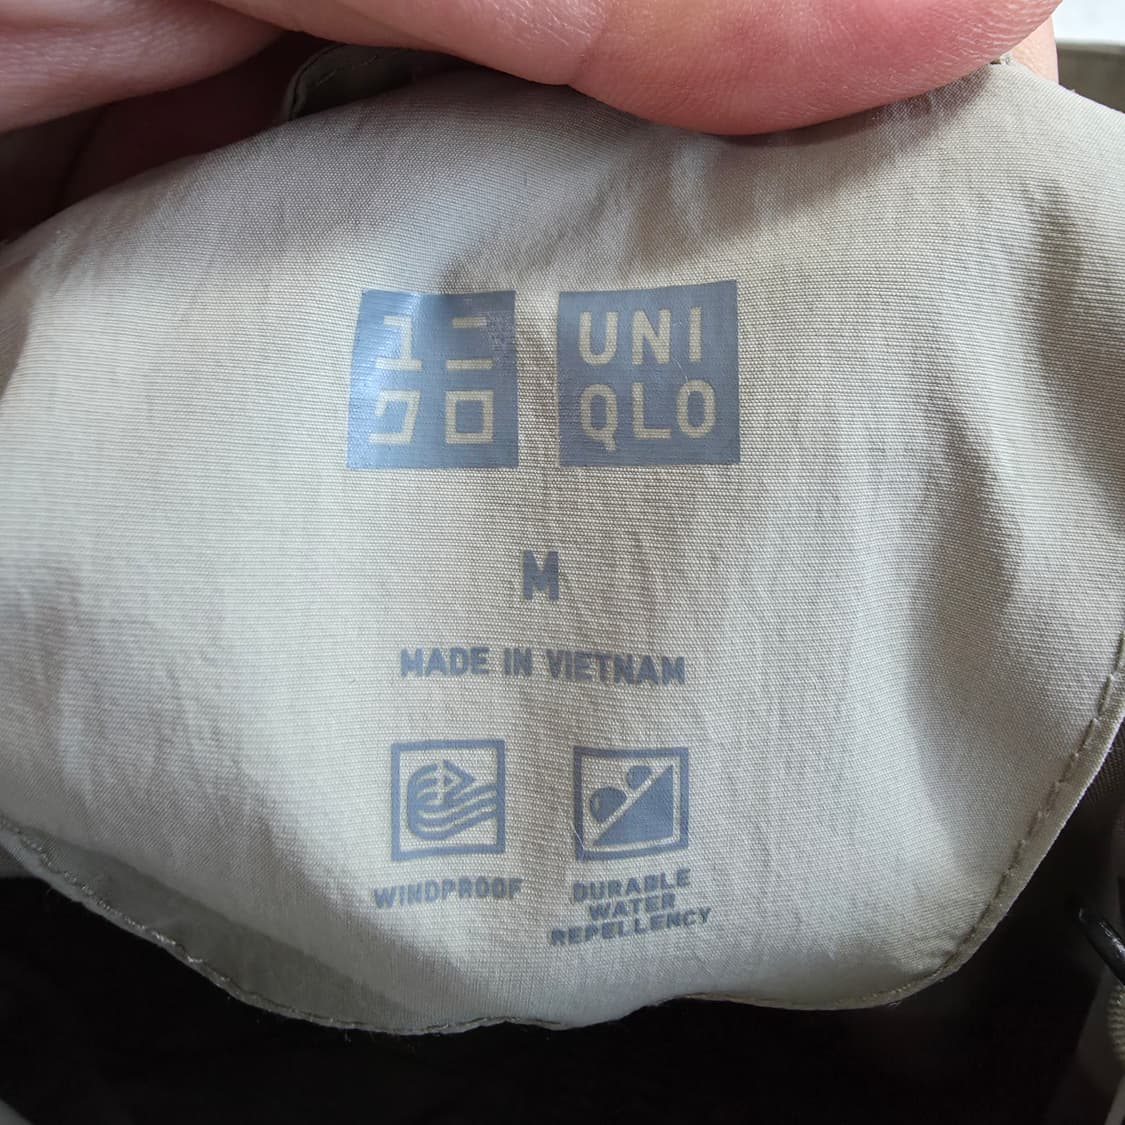 ユニ
クロ
UNI
QLO
M
MADE IN VIETNAM
WINDPROOF
DURABLE
WATER
REPELLENCY